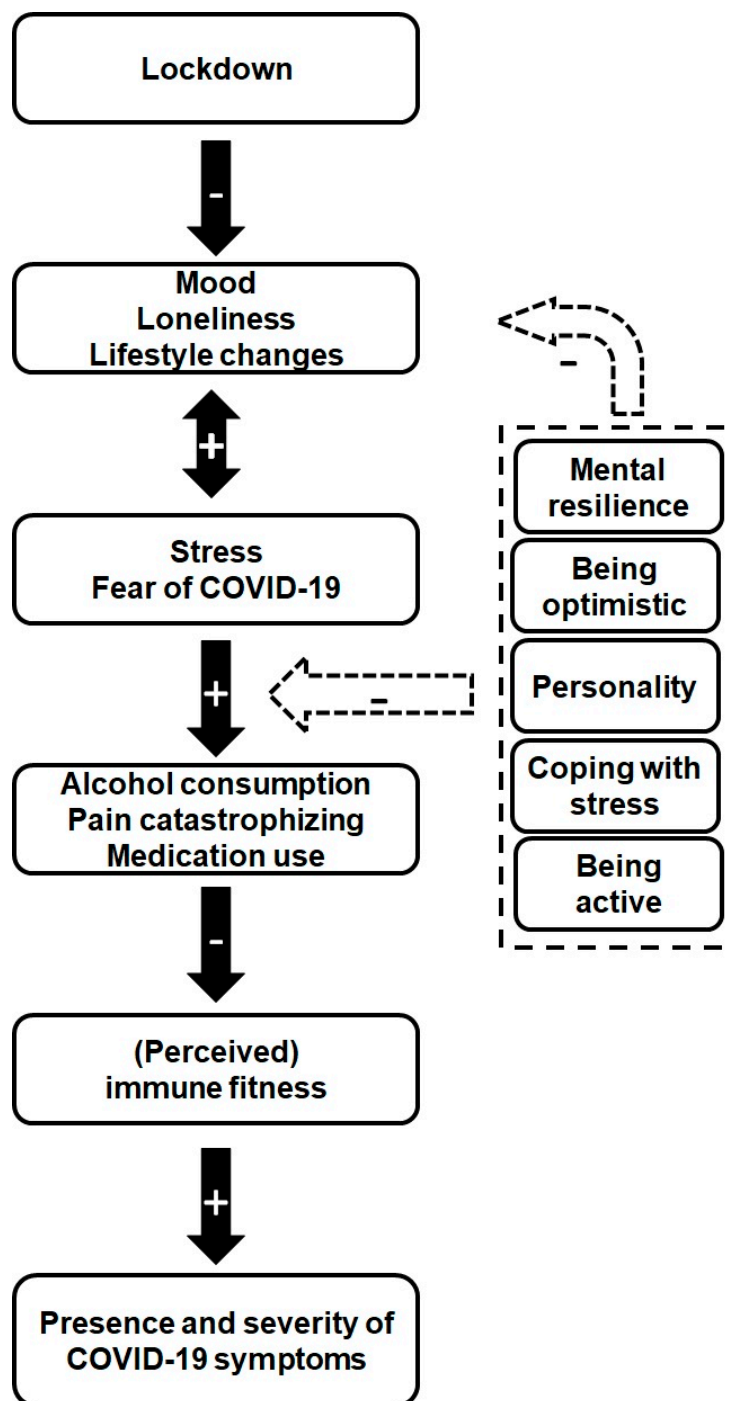 Lockdown
-
Mood
Loneliness
Lifestyle changes
-
+
Mental
resilience
Stress
Fear of COVID-19
Being
optimistic
+
-
Personality
Alcohol consumption
Pain catastrophizing
Medication use
Coping with
stress
Being
active
-
(Perceived)
immune fitness
+
Presence and severity of
COVID-19 symptoms